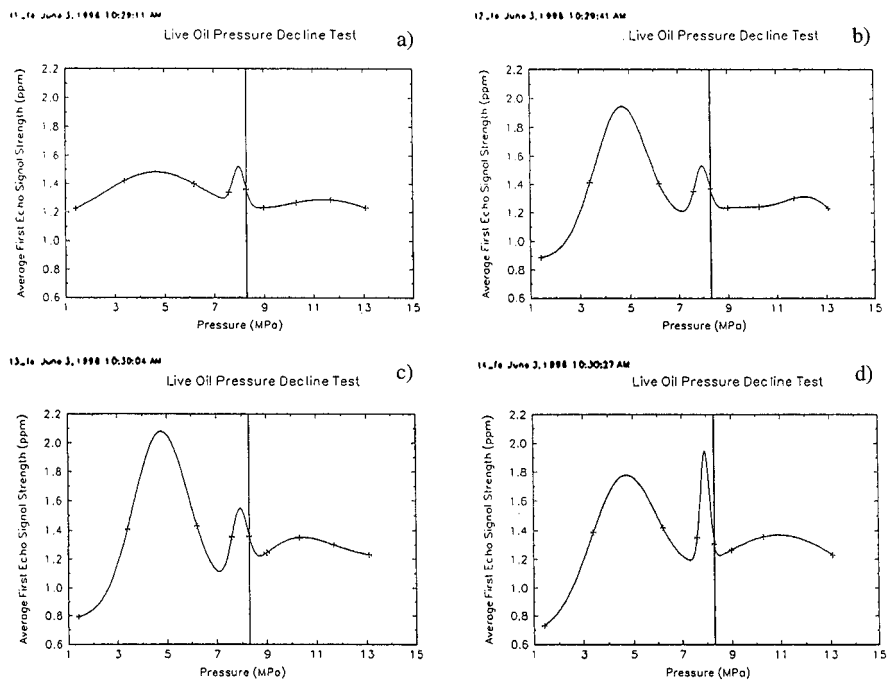 11_fe June 3, 1998 10:29:11 AM
Live Oil Pressure Decline Test
a)
Average First Echo Signal Strength (ppm)
2.2
2.0
1.8
1.6
1.4
1.2
1.0
0.8
0.6
1 3 5 7 9 11 13 15
Pressure (MPa)
12_fe June 3, 1998 10:29:41 AM
Live Oil Pressure Decline Test
b)
Average First Echo Signal Strength (ppm)
2.2
2.0
1.8
1.6
1.4
1.2
1.0
0.8
0.6
1 3 5 7 9 11 13 15
Pressure (MPa)
13_fe June 3, 1998 10:30:04 AM
Live Oil Pressure Decline Test
c)
Average First Echo Signal Strength (ppm)
2.2
2.0
1.8
1.6
1.4
1.2
1.0
0.8
0.6
1 3 5 7 9 11 13 15
Pressure (MPa)
14_fe June 3, 1998 10:30:27 AM
Live Oil Pressure Decline Test
d)
Average First Echo Signal Strength (ppm)
2.2
2.0
1.8
1.6
1.4
1.2
1.0
0.8
0.6
1 3 5 7 9 11 13 15
Pressure (MPa)